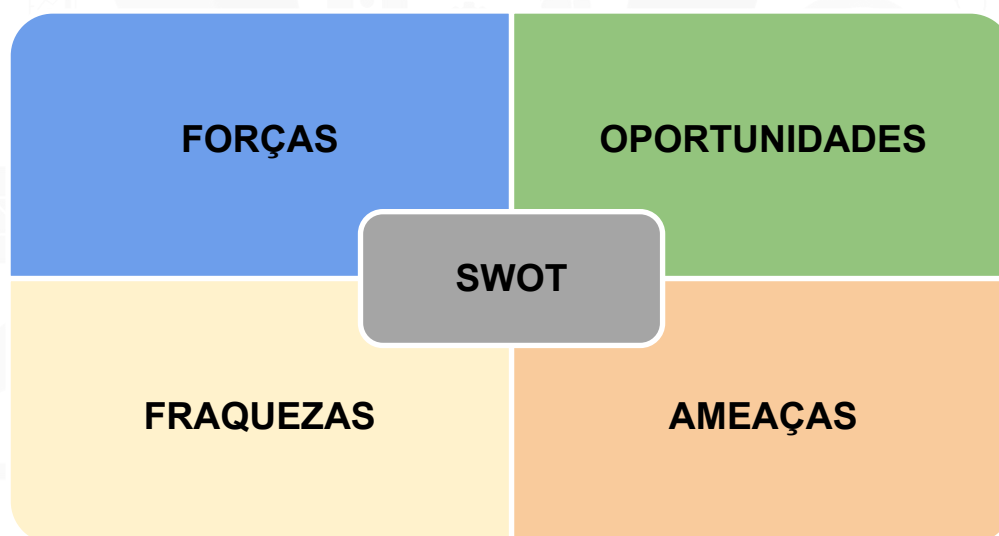 FORÇAS
OPORTUNIDADES
SWOT
FRAQUEZAS
AMEAÇAS